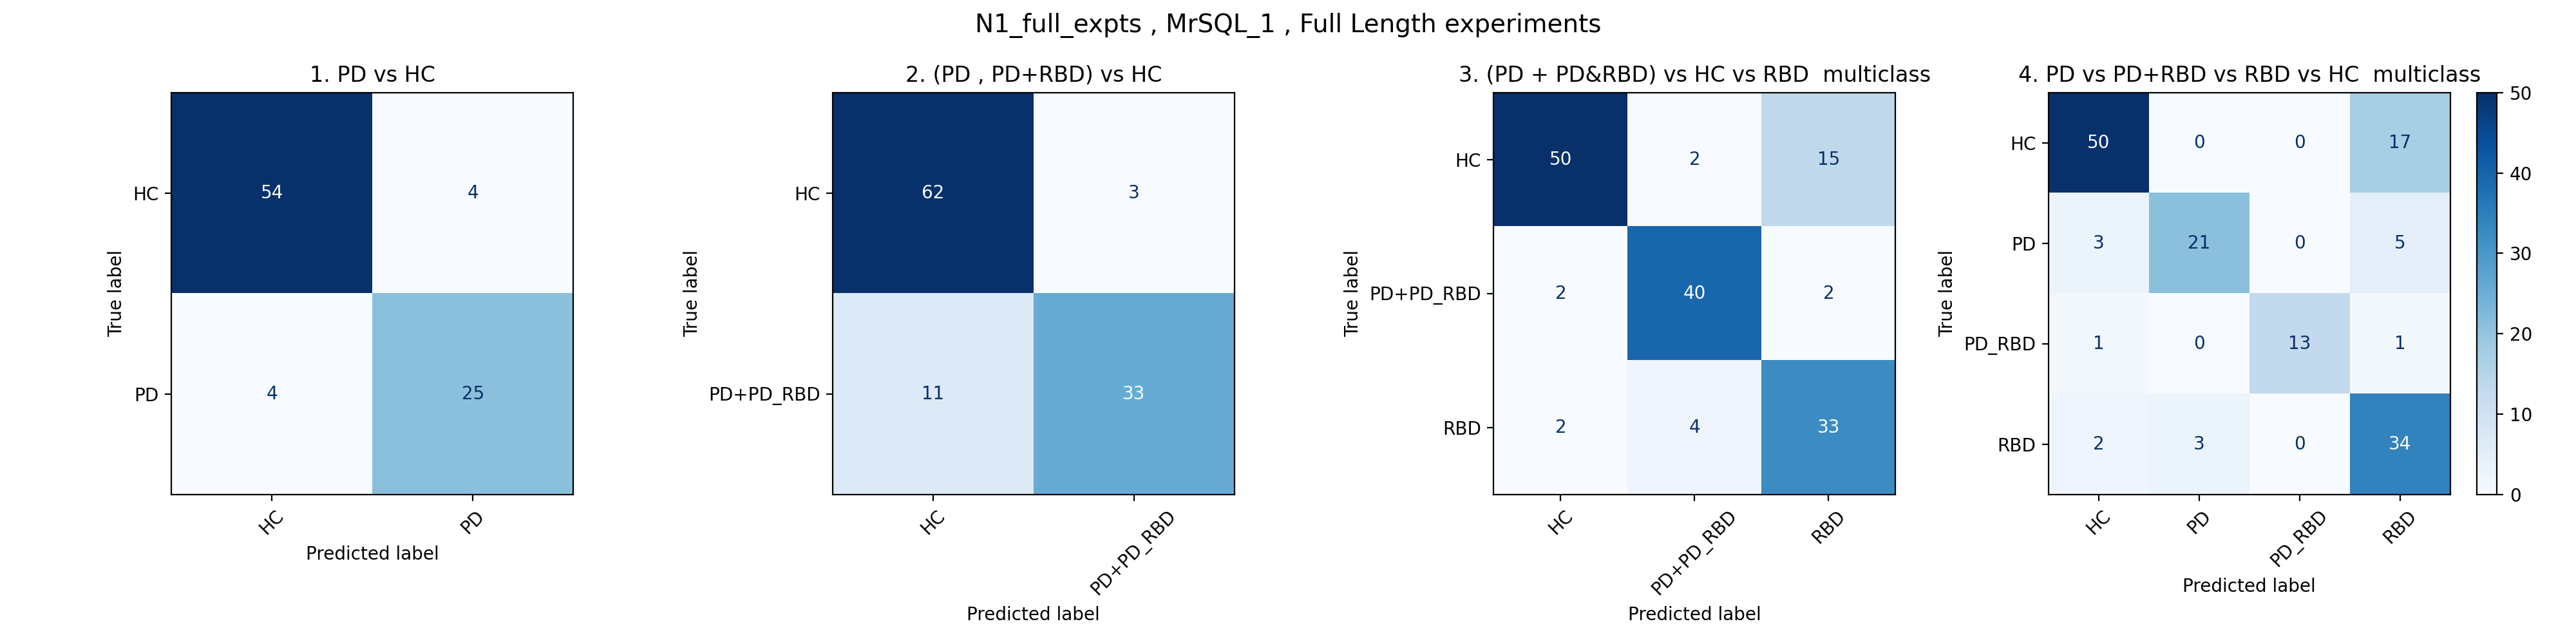 N1_full_expts , MrSQL_1 , Full Length experiments
1. PD vs HC
HC
54
4
PD
4
25
True label
HC
PD
Predicted label
2. (PD , PD+RBD) vs HC
HC
62
3
PD+PD_RBD
11
33
True label
HC
PD+PD_RBD
Predicted label
3. (PD + PD&RBD) vs HC vs RBD  multiclass
HC
50
2
15
PD+PD_RBD
2
40
2
RBD
2
4
33
True label
HC
PD+PD_RBD
RBD
Predicted label
4. PD vs PD+RBD vs RBD vs HC  multiclass
HC
50
0
0
17
PD
3
21
0
5
PD_RBD
1
0
13
1
RBD
2
3
0
34
True label
HC
PD
PD_RBD
RBD
Predicted label
50
40
30
20
10
0